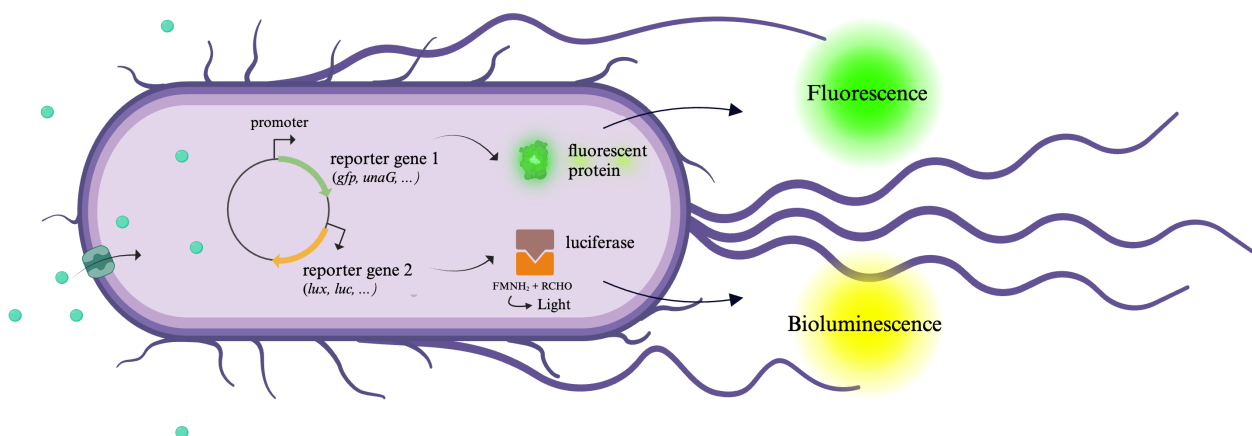 Fluorescence
promoter
reporter gene 1
(gfp, unaG, ...)
fluorescent
protein
luciferase
reporter gene 2
(lux, luc, ...)
FMNH₂ + RCHO
Light
Bioluminescence